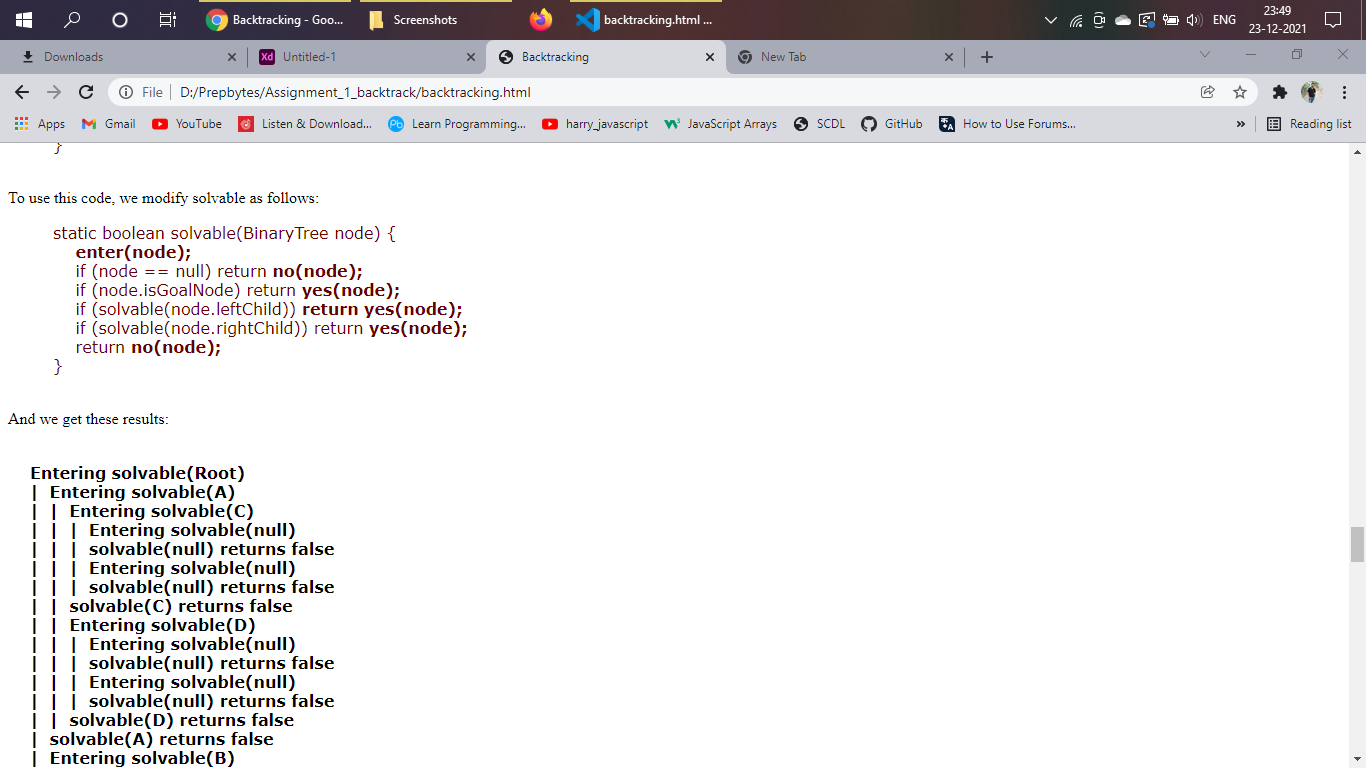 Backtracking - Goo...
Screenshots
backtracking.html ...
ENG
23:49
23-12-2021
Downloads
Xd
Untitled-1
Backtracking
New Tab
File
D:/Prepbytes/Assignment_1_backtrack/backtracking.html
Apps
Gmail
YouTube
Listen & Download...
Learn Programming...
harry_javascript
JavaScript Arrays
SCDL
GitHub
How to Use Forums...
»
Reading list
}
To use this code, we modify solvable as follows:
static boolean solvable(BinaryTree node) {
enter(node);
if (node == null) return no(node);
if (node.isGoalNode) return yes(node);
if (solvable(node.leftChild)) return yes(node);
if (solvable(node.rightChild)) return yes(node);
return no(node);
}
And we get these results:
Entering solvable(Root)
| Entering solvable(A)
| | Entering solvable(C)
| | | Entering solvable(null)
| | | solvable(null) returns false
| | | Entering solvable(null)
| | | solvable(null) returns false
| | solvable(C) returns false
| | Entering solvable(D)
| | | Entering solvable(null)
| | | solvable(null) returns false
| | | Entering solvable(null)
| | | solvable(null) returns false
| | solvable(D) returns false
| solvable(A) returns false
| Entering solvable(B)